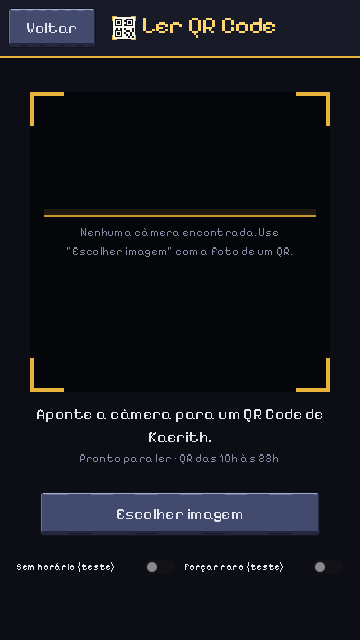 Voltar
Ler QR Code
Nenhuma câmera encontrada. Use
"Escolher imagem" com a foto de um QR.
Aponte a câmera para um QR Code de
Kaerith.
Pronto para ler · QR das 10h às 23h
Escolher imagem
Sem horário (teste)
Forçar raro (teste)